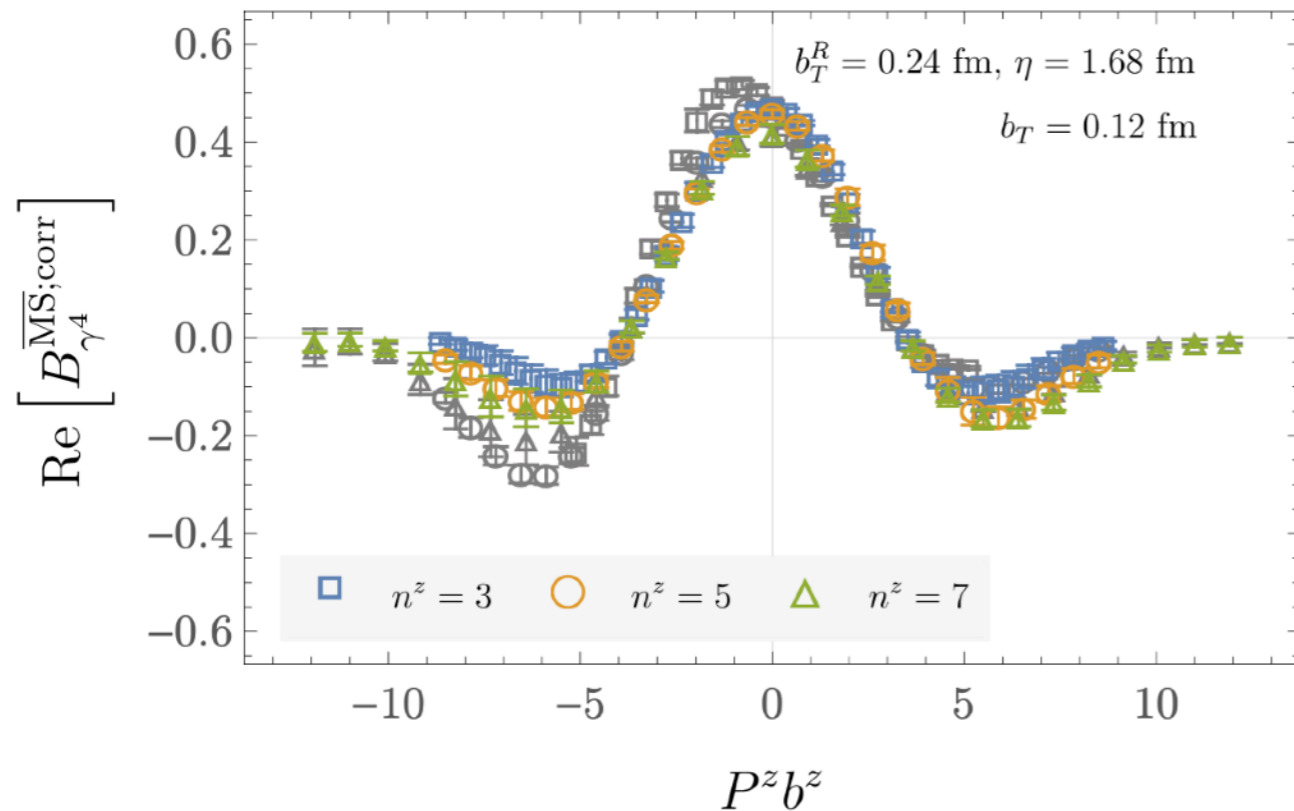 Re [B_{γ^4}^{\overline{MS};corr}]
0.6
0.4
0.2
0.0
−0.2
−0.4
−0.6
b_T^R = 0.24 fm, η = 1.68 fm
b_T = 0.12 fm
n^z = 3 n^z = 5 n^z = 7
−10 −5 0 5 10
P^z b^z